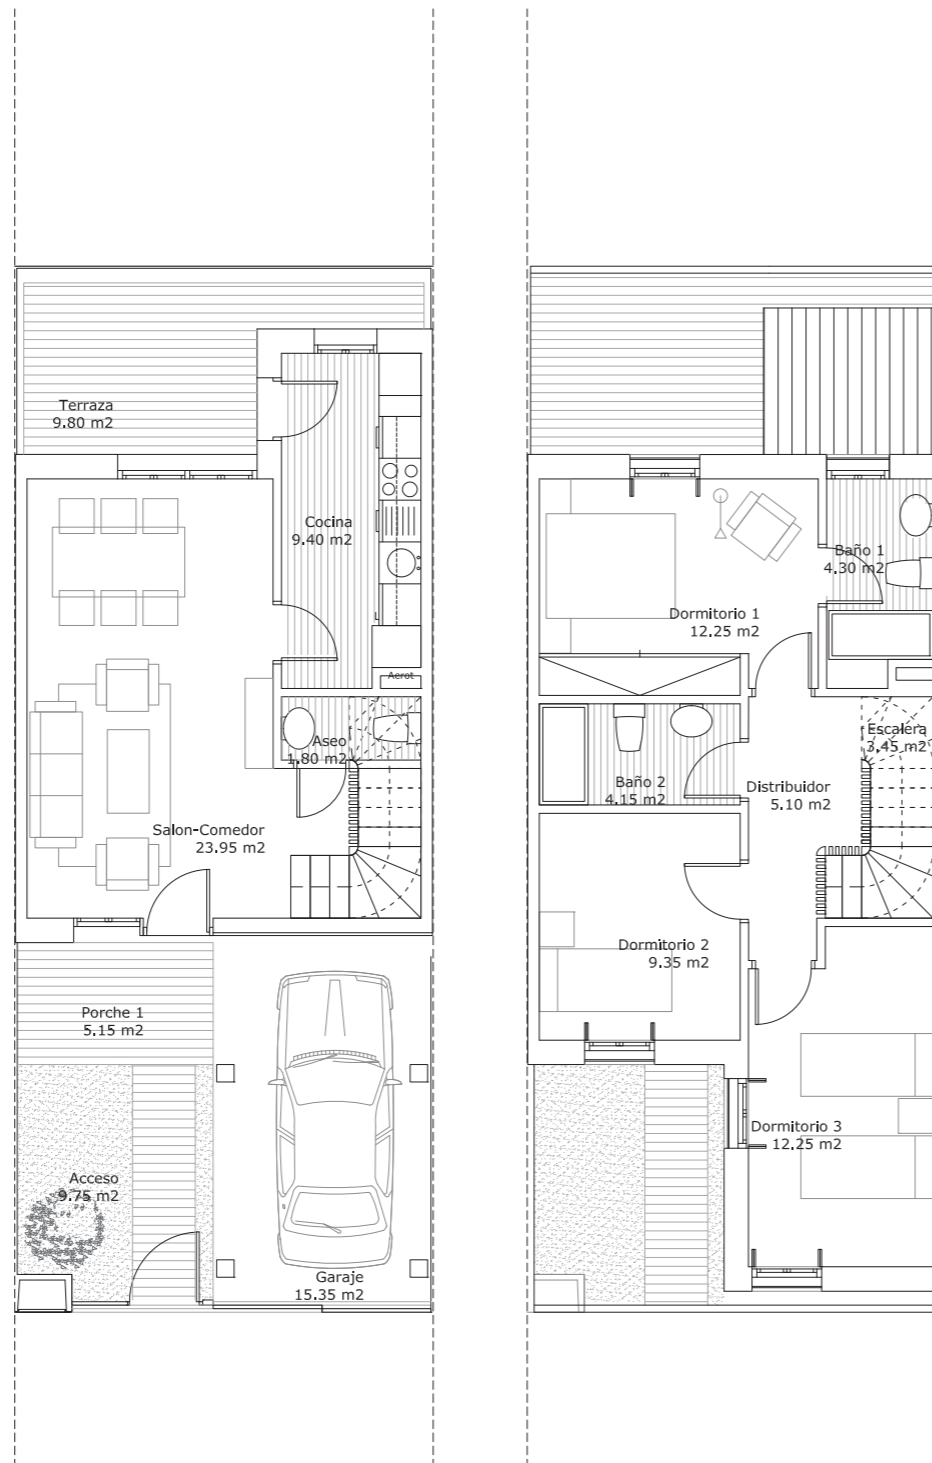 Terraza
9.80 m2
Cocina
9.40 m2
Aerot
Aseo
1.80 m2
Salon-Comedor
23.95 m2
Porche 1
5.15 m2
Acceso
9.75 m2
Garaje
15.35 m2
Baño 1
4.30 m2
Dormitorio 1
12.25 m2
Escalera
3.45 m2
Baño 2
4.15 m2
Distribuidor
5.10 m2
Dormitorio 2
9.35 m2
Dormitorio 3
12.25 m2